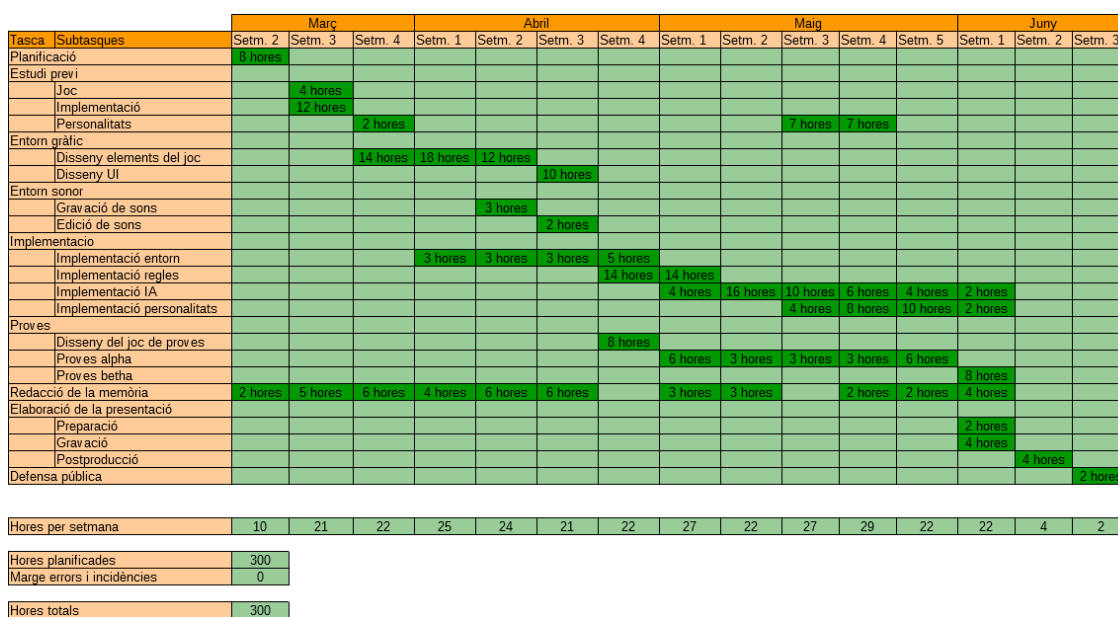 Març Abril Maig Juny
Tasca Subtasques Setm. 2 Setm. 3 Setm. 4 Setm. 1 Setm. 2 Setm. 3 Setm. 4 Setm. 1 Setm. 2 Setm. 3 Setm. 4 Setm. 5 Setm. 1 Setm. 2 Setm. 3
Planificació 8 hores
Estudi previ
Joc 4 hores
Implementació 12 hores
Personalitats 2 hores 7 hores 7 hores
Entorn gràfic
Disseny elements del joc 14 hores 18 hores 12 hores
Disseny UI 10 hores
Entorn sonor
Gravació de sons 3 hores
Edició de sons 2 hores
Implementacio
Implementació entorn 3 hores 3 hores 3 hores 5 hores
Implementació regles 14 hores 14 hores
Implementació IA 4 hores 16 hores 10 hores 6 hores 4 hores 2 hores
Implementació personalitats 4 hores 8 hores 10 hores 2 hores
Proves
Disseny del joc de proves 8 hores
Proves alpha 6 hores 3 hores 3 hores 3 hores 6 hores
Proves betha 8 hores
Redacció de la memòria 2 hores 5 hores 6 hores 4 hores 6 hores 6 hores 3 hores 3 hores 2 hores 2 hores 4 hores
Elaboració de la presentació
Preparació 2 hores
Gravació 4 hores
Postproducció 4 hores
Defensa pública 2 hores
Hores per setmana 10 21 22 25 24 21 22 27 22 27 29 22 22 4 2
Hores planificades 300
Marge errors i incidències 0
Hores totals 300